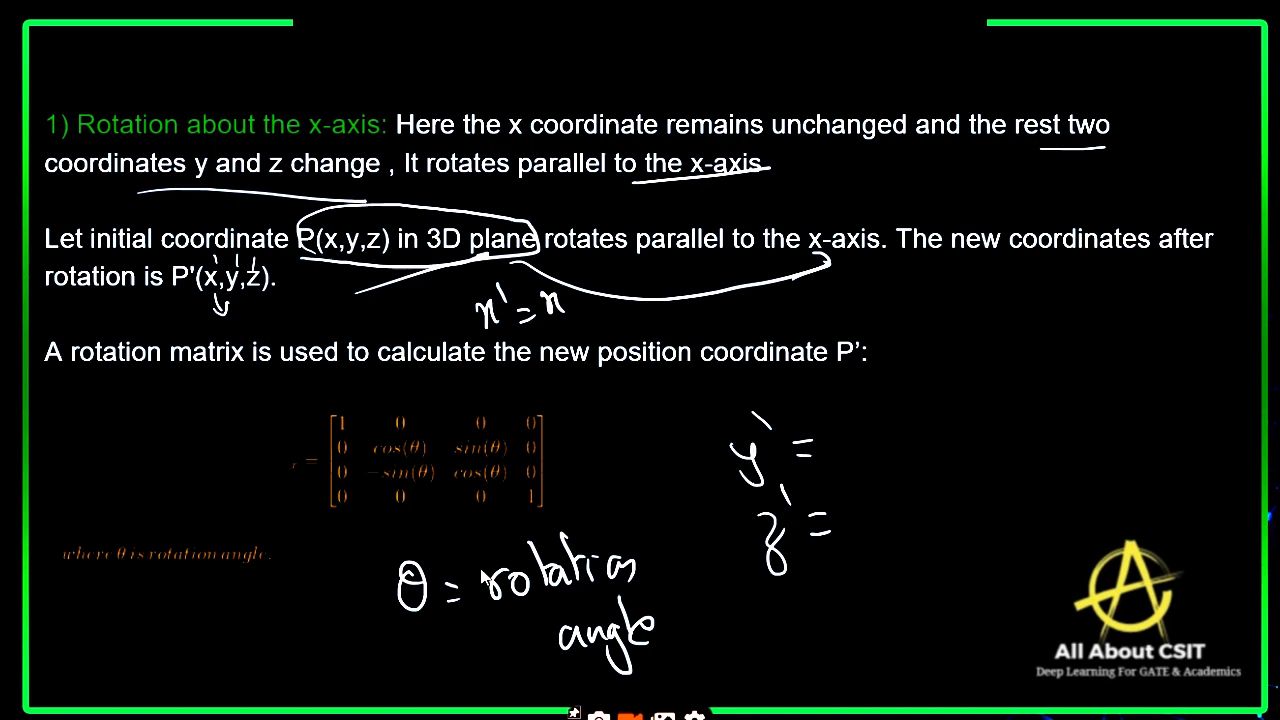 1) Rotation about the x-axis: Here the x coordinate remains unchanged and the rest two
coordinates y and z change , It rotates parallel to the x-axis
Let initial coordinate P(x,y,z) in 3D plane rotates parallel to the x-axis. The new coordinates after
rotation is P'(x,y,z).
x' = x
A rotation matrix is used to calculate the new position coordinate P’:
r =
1 0 0 0
0 cos(θ) sin(θ) 0
0 −sin(θ) cos(θ) 0
0 0 0 1
y' =
z' =
where θ is rotation angle.
θ = rotation
angle
All About CSIT
Deep Learning For GATE & Academics